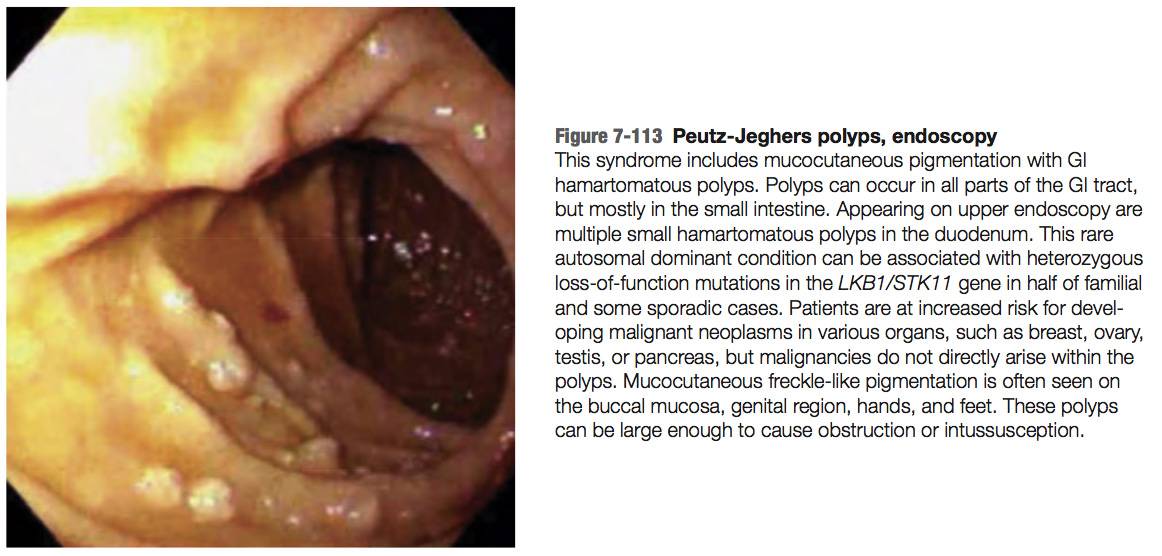 Figure 7-113 Peutz-Jeghers polyps, endoscopy
This syndrome includes mucocutaneous pigmentation with GI
hamartomatous polyps. Polyps can occur in all parts of the GI tract,
but mostly in the small intestine. Appearing on upper endoscopy are
multiple small hamartomatous polyps in the duodenum. This rare
autosomal dominant condition can be associated with heterozygous
loss-of-function mutations in the LKB1/STK11 gene in half of familial
and some sporadic cases. Patients are at increased risk for devel-
oping malignant neoplasms in various organs, such as breast, ovary,
testis, or pancreas, but malignancies do not directly arise within the
polyps. Mucocutaneous freckle-like pigmentation is often seen on
the buccal mucosa, genital region, hands, and feet. These polyps
can be large enough to cause obstruction or intussusception.